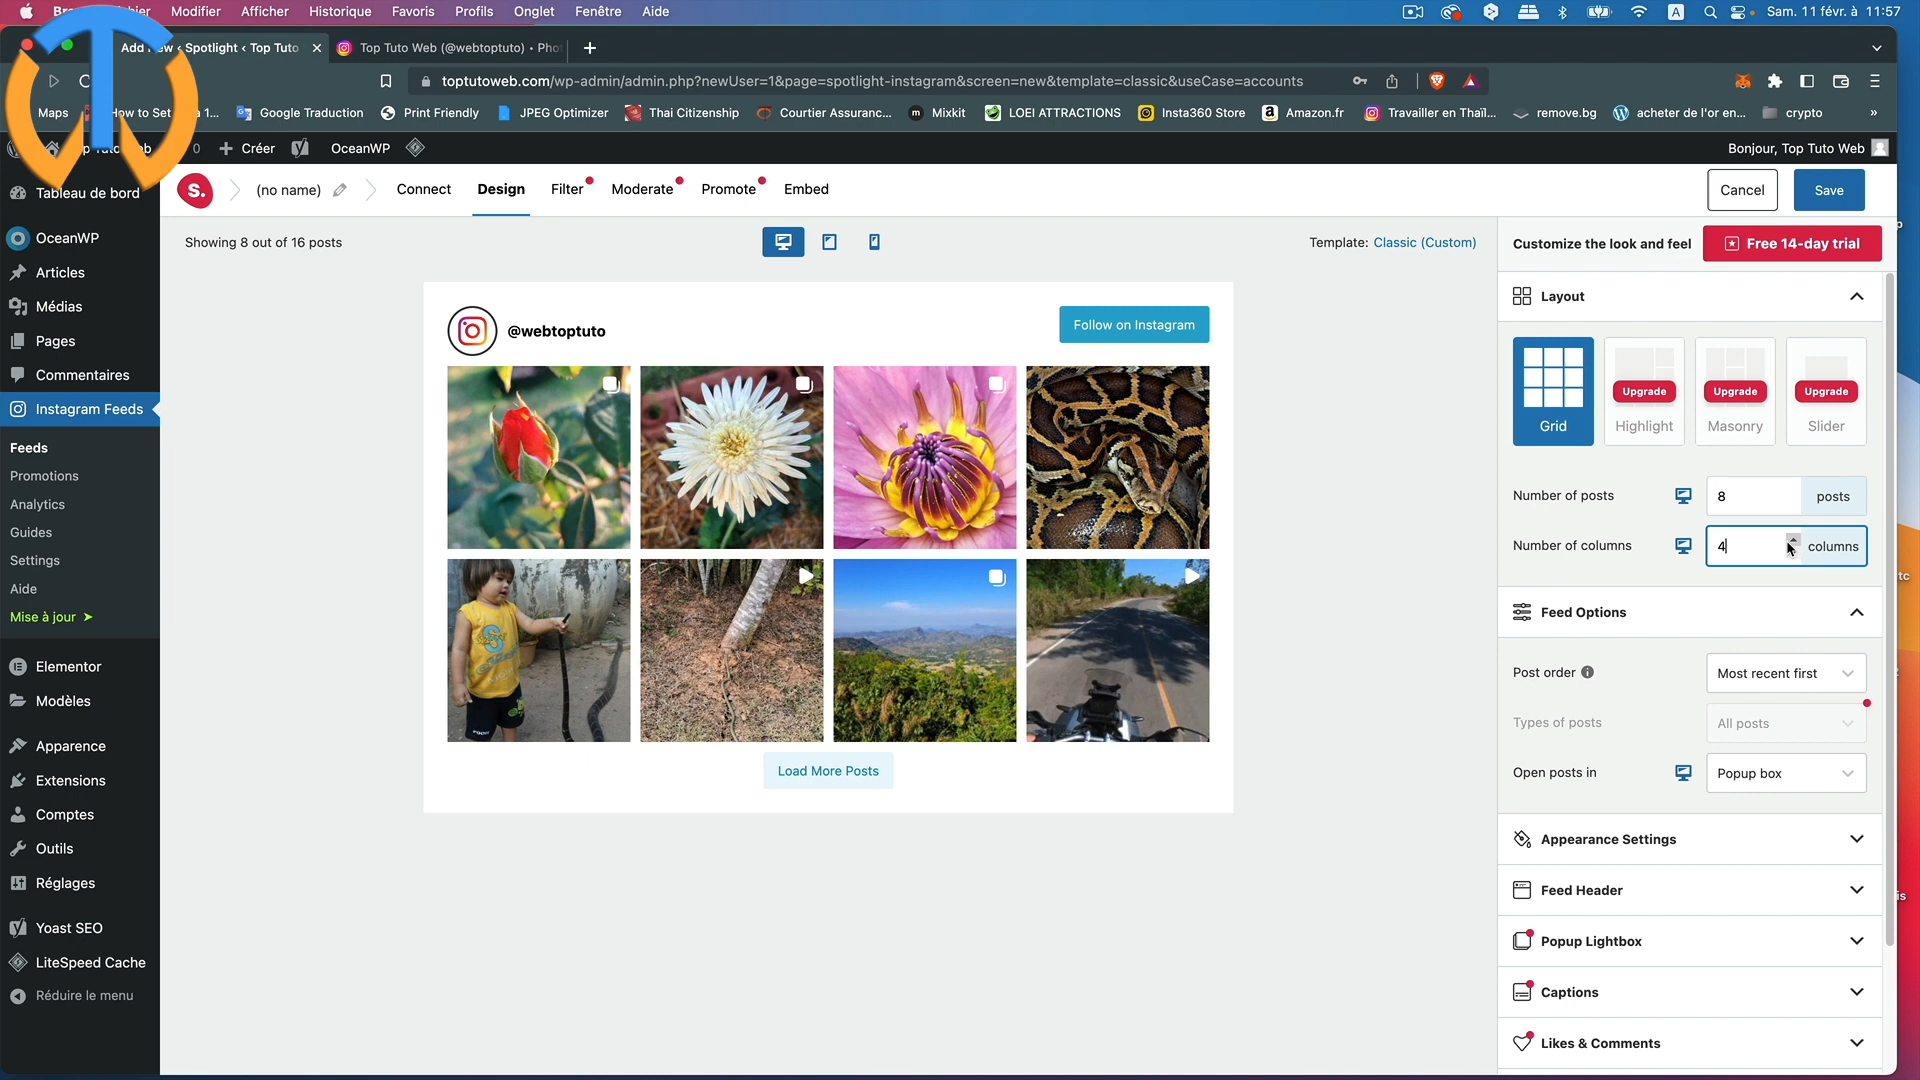 Modifier Afficher Historique Favoris Profils Onglet Fenêtre Aide
A Sam. 11 févr. à 11:57
Spotlight ‹ Top Tuto
Top Tuto Web (@webtoptuto) • Pho
toptutoweb.com/wp-admin/admin.php?newUser=1&page=spotlight-instagram&screen=new&template=classic&useCase=accounts
Maps
Google Traduction
Print Friendly
JPEG Optimizer
Thai Citizenship
Courtier Assuranc...
Mixkit
LOEI ATTRACTIONS
Insta360 Store
Amazon.fr
Travailler en Thaïl...
remove.bg
acheter de l'or en...
crypto
»
0
Créer
OceanWP
Bonjour, Top Tuto Web
Tableau de bord
OceanWP
Articles
Médias
Pages
Commentaires
Instagram Feeds
Feeds
Promotions
Analytics
Guides
Settings
Aide
Mise à jour ➤
Elementor
Modèles
Apparence
Extensions
Comptes
Outils
Réglages
Yoast SEO
LiteSpeed Cache
Réduire le menu
S.
(no name)
Connect
Design
Filter
Moderate
Promote
Embed
Cancel
Save
Showing 8 out of 16 posts
Template: Classic (Custom)
@webtoptuto
Follow on Instagram
Load More Posts
Customize the look and feel
Free 14-day trial
Layout
Grid
Upgrade
Highlight
Upgrade
Masonry
Upgrade
Slider
Number of posts
8
posts
Number of columns
4
columns
Feed Options
Post order
Most recent first
Types of posts
All posts
Open posts in
Popup box
Appearance Settings
Feed Header
Popup Lightbox
Captions
Likes & Comments